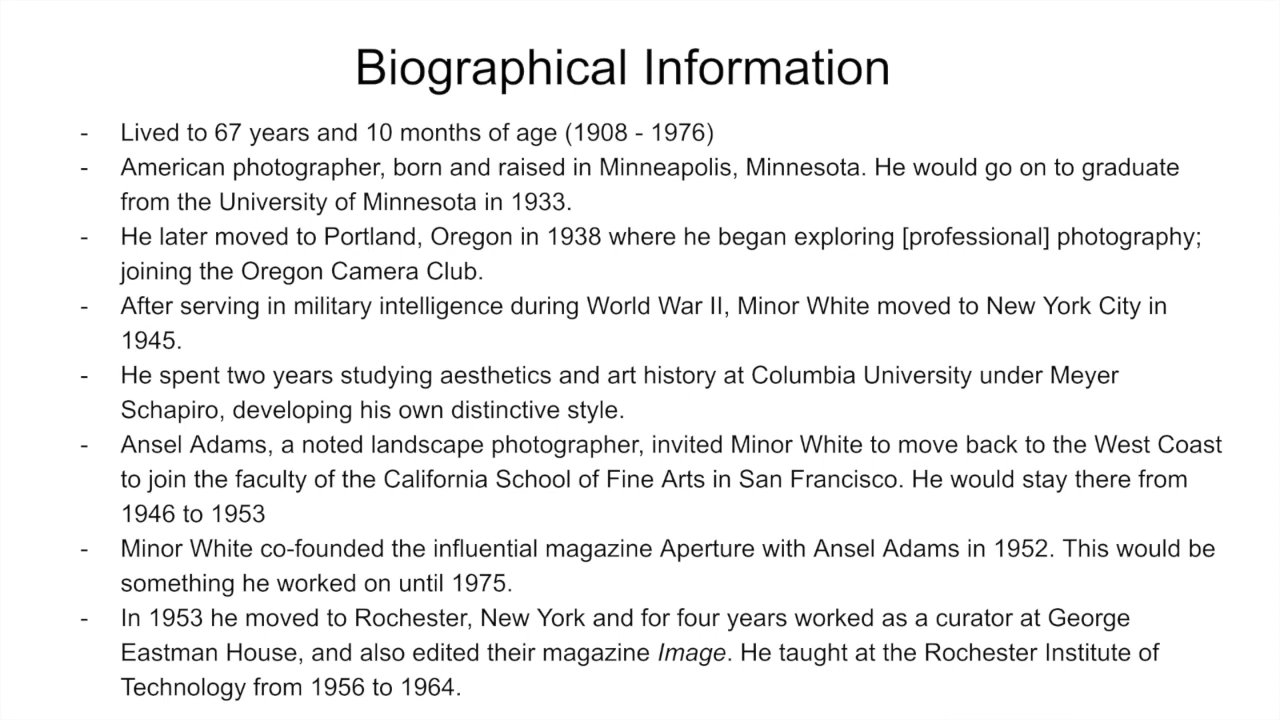 Biographical Information
- Lived to 67 years and 10 months of age (1908 - 1976)
- American photographer, born and raised in Minneapolis, Minnesota. He would go on to graduate
from the University of Minnesota in 1933.
- He later moved to Portland, Oregon in 1938 where he began exploring [professional] photography;
joining the Oregon Camera Club.
- After serving in military intelligence during World War II, Minor White moved to New York City in
1945.
- He spent two years studying aesthetics and art history at Columbia University under Meyer
Schapiro, developing his own distinctive style.
- Ansel Adams, a noted landscape photographer, invited Minor White to move back to the West Coast
to join the faculty of the California School of Fine Arts in San Francisco. He would stay there from
1946 to 1953
- Minor White co-founded the influential magazine Aperture with Ansel Adams in 1952. This would be
something he worked on until 1975.
- In 1953 he moved to Rochester, New York and for four years worked as a curator at George
Eastman House, and also edited their magazine Image. He taught at the Rochester Institute of
Technology from 1956 to 1964.